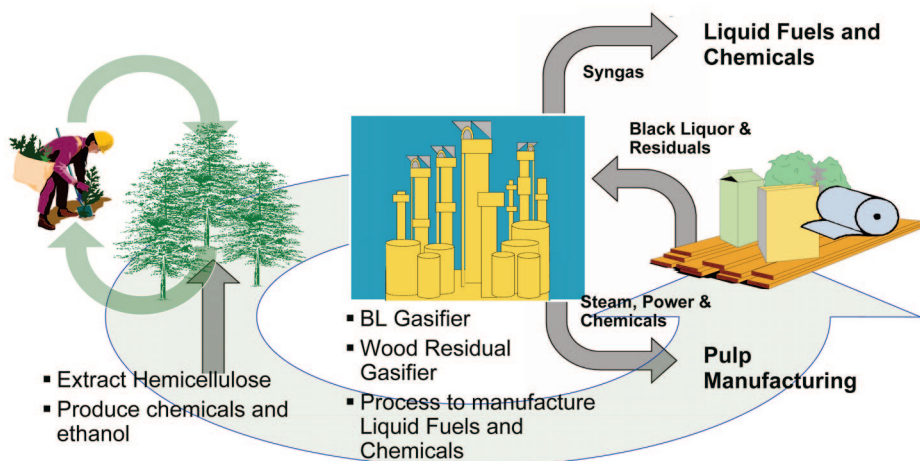 Liquid Fuels and
Chemicals
Syngas
Black Liquor &
Residuals
Steam, Power &
Chemicals
Pulp
Manufacturing
▪ BL Gasifier
▪ Wood Residual
Gasifier
▪ Process to manufacture
Liquid Fuels and
Chemicals
▪ Extract Hemicellulose
▪ Produce chemicals and
ethanol